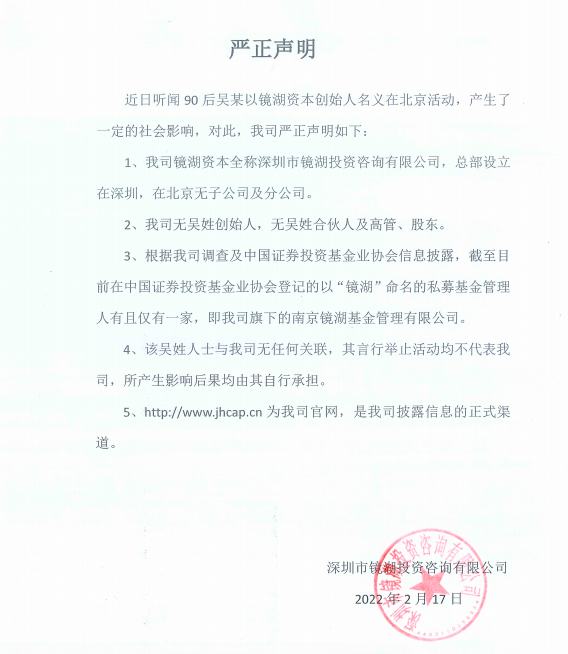 严正声明
近日听闻 90 后吴某以镜湖资本创始人名义在北京活动，产生了
一定的社会影响，对此，我司严正声明如下：
1、我司镜湖资本全称深圳市镜湖投资咨询有限公司，总部设立
在深圳，在北京无子公司及分公司。
2、我司无吴姓创始人，无吴姓合伙人及高管、股东。
3、根据我司调查及中国证券投资基金业协会信息披露，截至目
前在中国证券投资基金业协会登记的以“镜湖”命名的私募基金管理
人有且仅有一家，即我司旗下的南京镜湖基金管理有限公司。
4、该吴姓人士与我司无任何关联，其言行举止活动均不代表我
司，所产生影响后果均由其自行承担。
5、http://www.jhcap.cn 为我司官网，是我司披露信息的正式渠
道。
深圳市镜湖投资咨询有限公司
2022 年 2 月 17 日
深圳市镜湖投资咨询有限公司